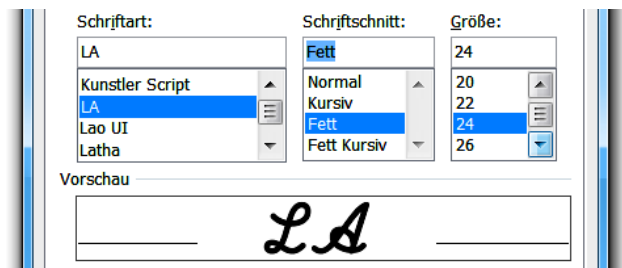 Schriftart: Schriftschnitt: Größe:
LA Fett 24
Kunstler Script Normal 20
LA Kursiv 22
Lao UI Fett 24
Latha Fett Kursiv 26
Vorschau
LA